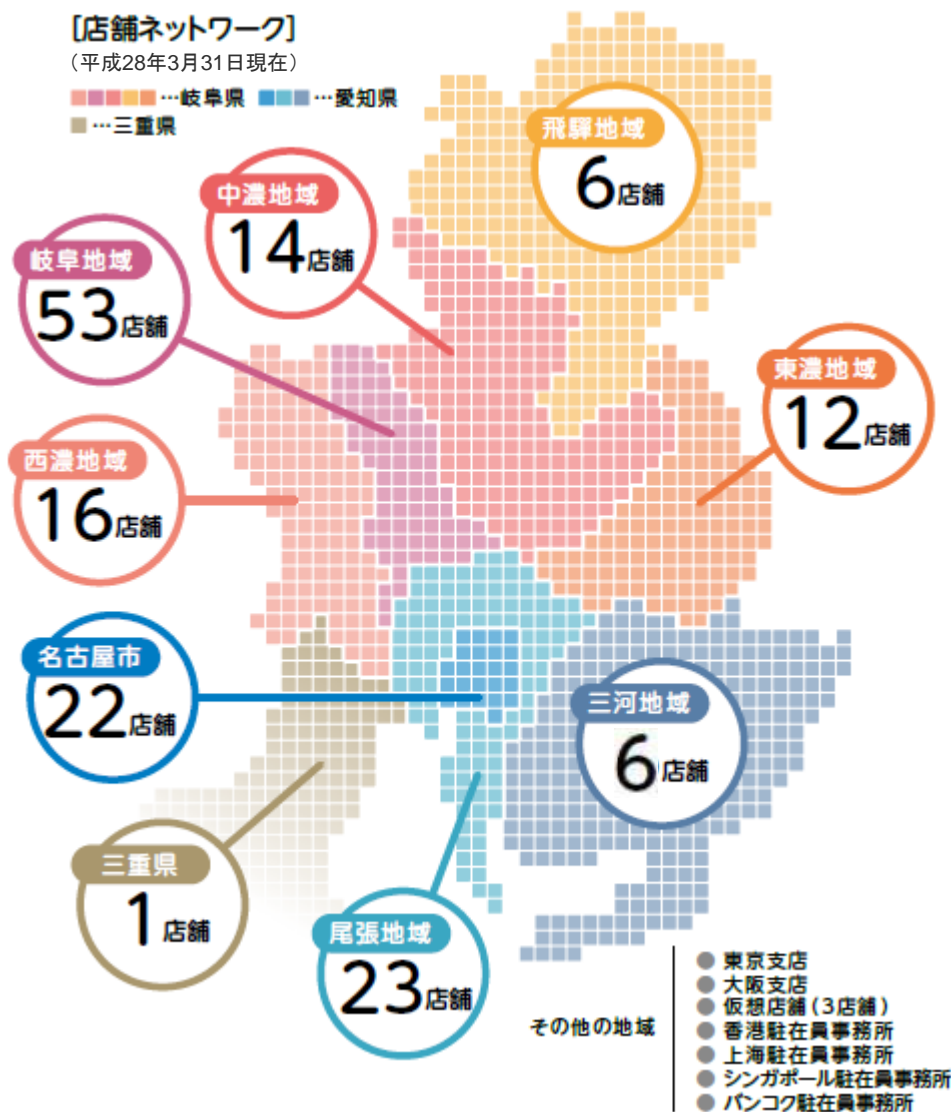 [店舗ネットワーク]
（平成28年3月31日現在）
…岐阜県 …愛知県
…三重県
飛騨地域
6店舗
中濃地域
14店舗
岐阜地域
53店舗
東濃地域
12店舗
西濃地域
16店舗
名古屋市
22店舗
三河地域
6店舗
三重県
1店舗
尾張地域
23店舗
その他の地域
● 東京支店
● 大阪支店
● 仮想店舗(3店舗)
● 香港駐在員事務所
● 上海駐在員事務所
● シンガポール駐在員事務所
● バンコク駐在員事務所